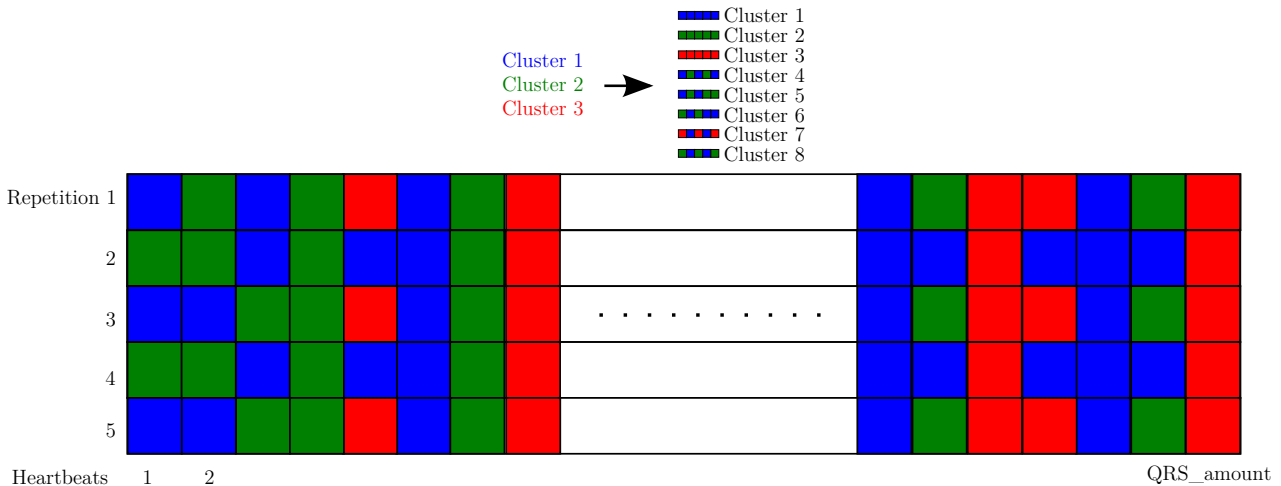 Cluster 1
Cluster 2
Cluster 3
Cluster 1
Cluster 2
Cluster 3
Cluster 4
Cluster 5
Cluster 6
Cluster 7
Cluster 8
Repetition 1
2
3
4
5
Heartbeats 1 2 QRS_amount